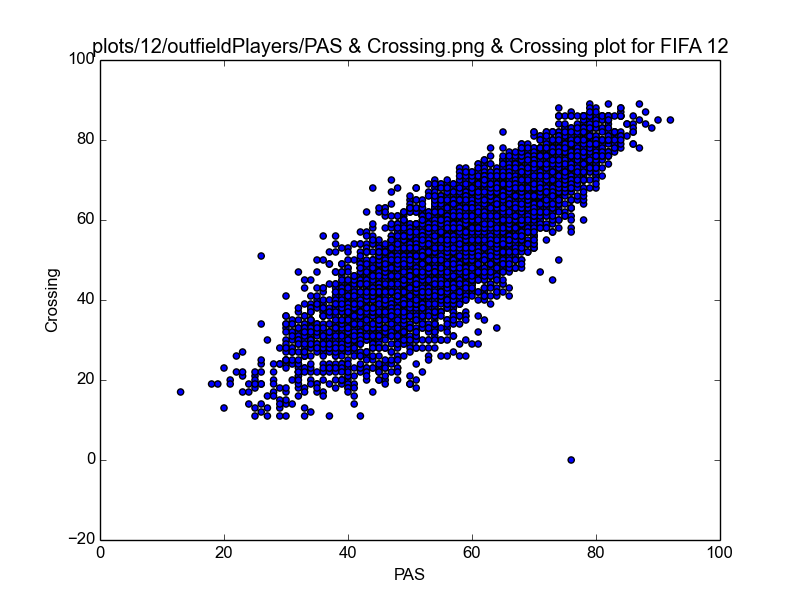 plots/12/outfieldPlayers/PAS & Crossing.png & Crossing plot for FIFA 12
100
80
60
40
20
0
−20
Crossing
0 20 40 60 80 100
PAS